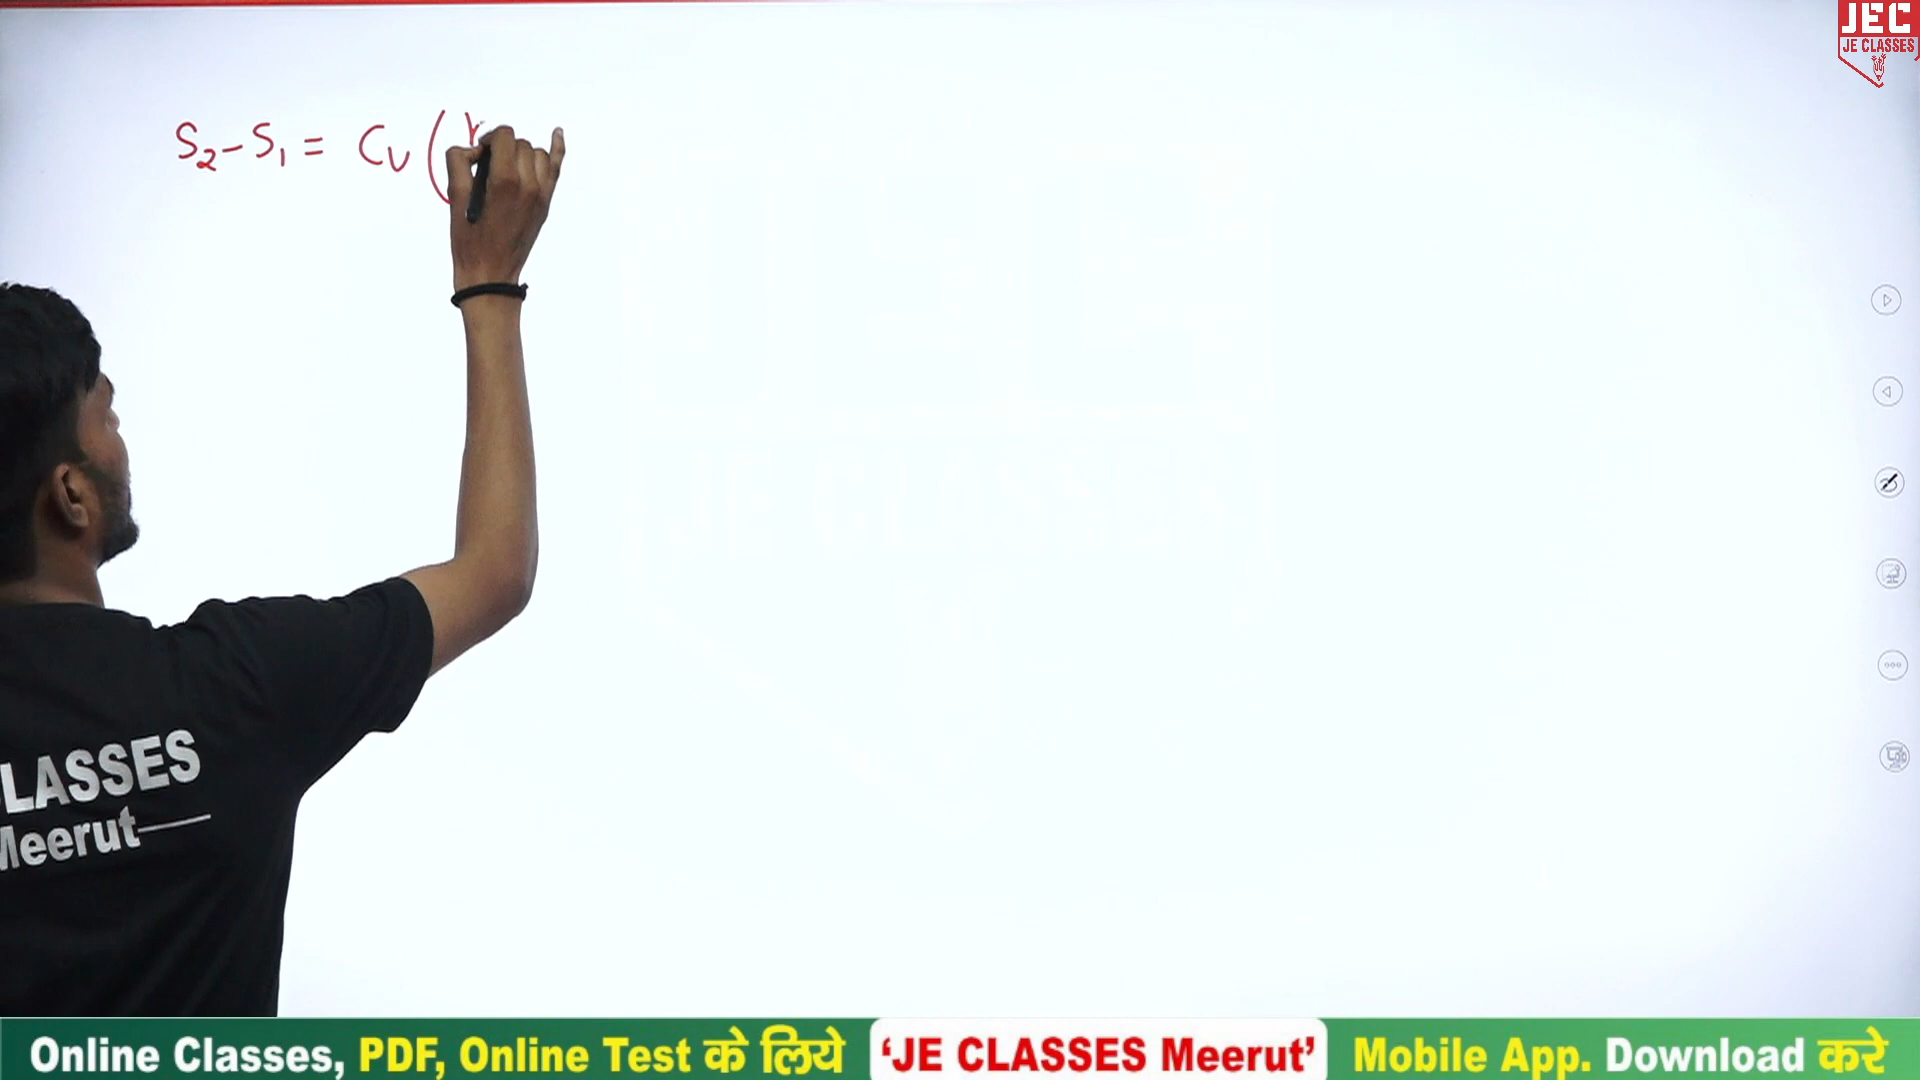 JEC
JE CLASSES
S₂-S₁ = Cv (
CLASSES
Meerut
Online Classes, PDF, Online Test के लिये 'JE CLASSES Meerut' Mobile App. Download करे